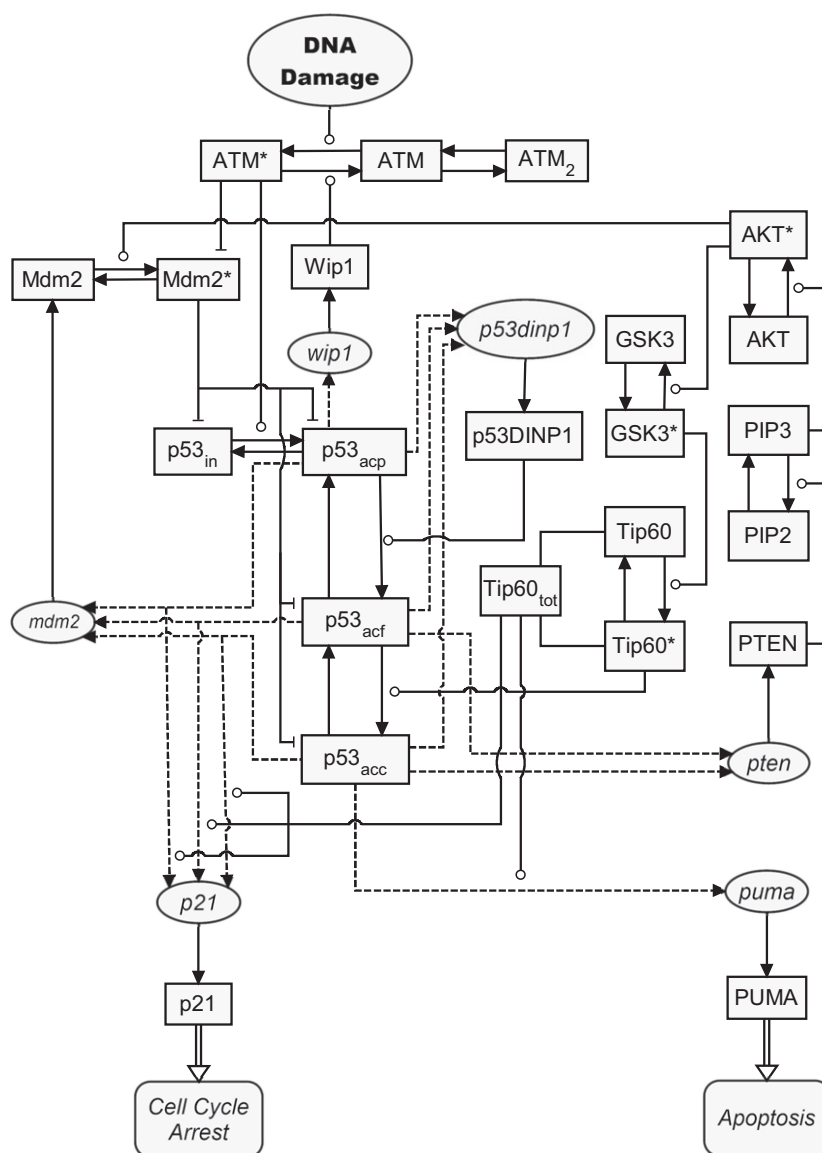 DNA
Damage
ATM*
ATM
ATM2
AKT*
Mdm2
Mdm2*
Wip1
p53dinp1
GSK3
AKT
wip1
p53in
p53acp
p53DINP1
GSK3*
PIP3
Tip60
PIP2
Tip60tot
mdm2
p53acf
Tip60*
PTEN
p53acc
pten
p21
puma
p21
PUMA
Cell Cycle
Arrest
Apoptosis